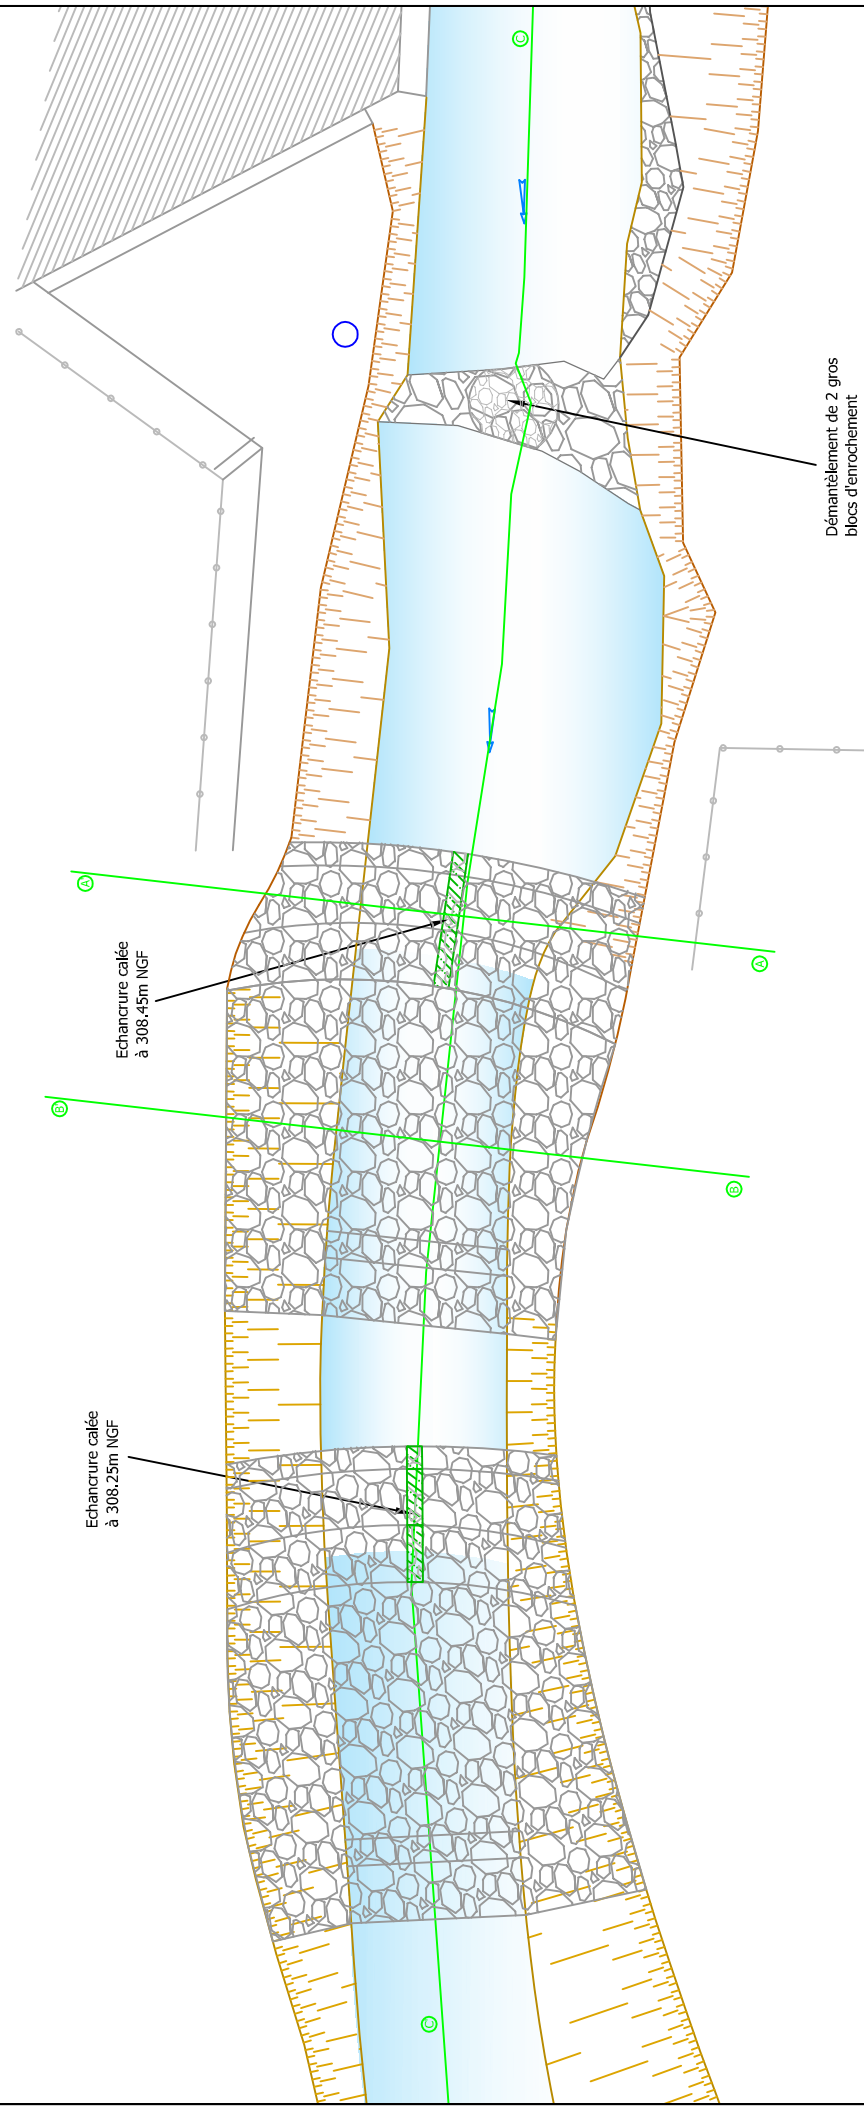 C
Démantèlement de 2 gros
blocs d'enrochement
A
A
Echancrure calée
à 308.45m NGF
B'
B
Echancrure calée
à 308.25m NGF
C